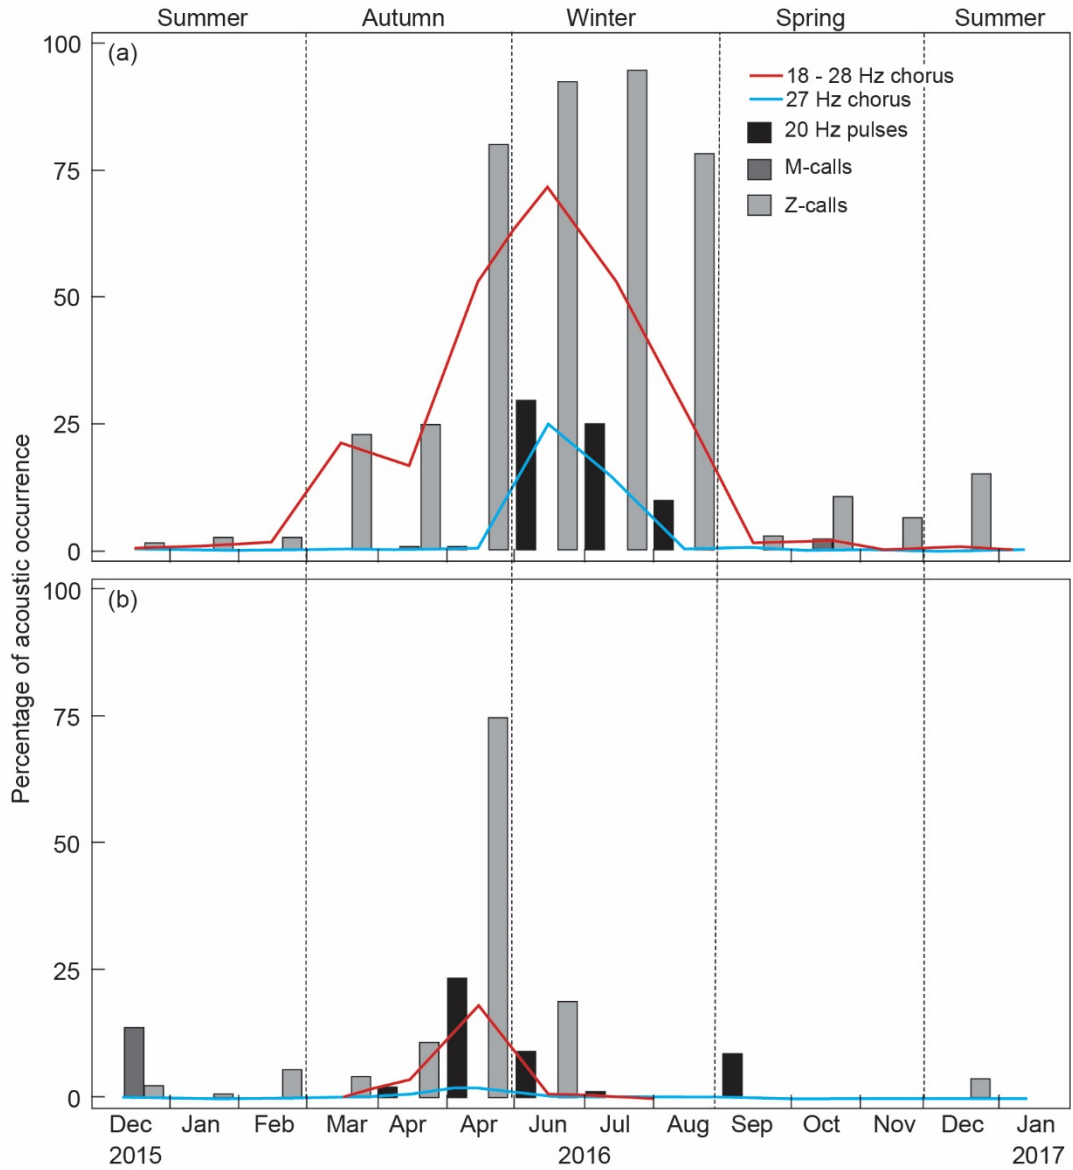 Summer Autumn Winter Spring Summer
(a)
100
75
50
25
0
18 - 28 Hz chorus
27 Hz chorus
20 Hz pulses
M-calls
Z-calls
Percentage of acoustic occurrence
(b)
100
75
50
25
0
Dec Jan Feb Mar Apr Apr Jun Jul Aug Sep Oct Nov Dec Jan
2015 2016 2017